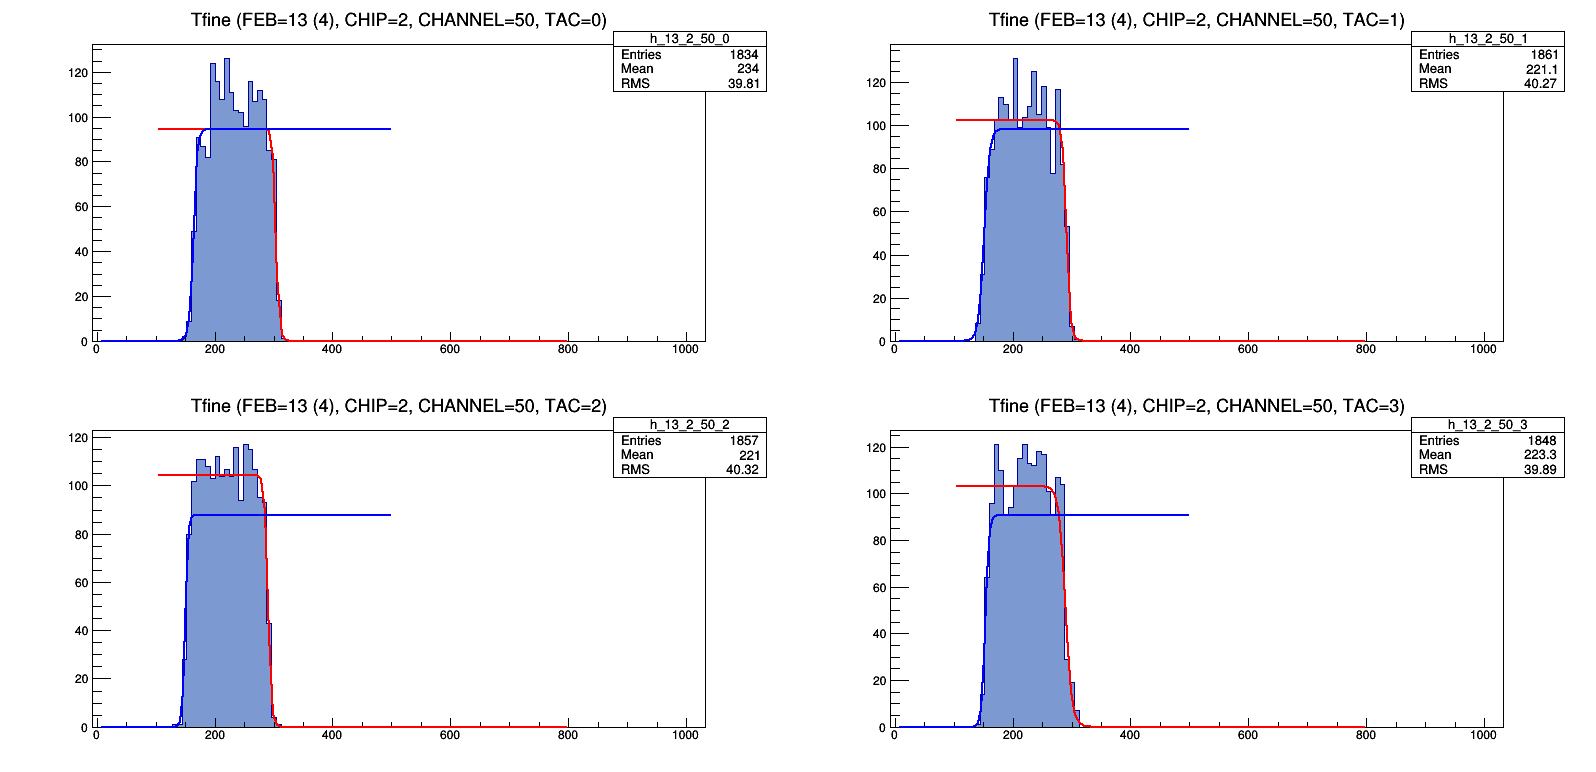 Tfine (FEB=13 (4), CHIP=2, CHANNEL=50, TAC=0)
h_13_2_50_0
Entries 1834
Mean 234
RMS 39.81
120
100
80
60
40
20
0
0 200 400 600 800 1000
Tfine (FEB=13 (4), CHIP=2, CHANNEL=50, TAC=1)
h_13_2_50_1
Entries 1861
Mean 221.1
RMS 40.27
120
100
80
60
40
20
0
0 200 400 600 800 1000
Tfine (FEB=13 (4), CHIP=2, CHANNEL=50, TAC=2)
h_13_2_50_2
Entries 1857
Mean 221
RMS 40.32
120
100
80
60
40
20
0
0 200 400 600 800 1000
Tfine (FEB=13 (4), CHIP=2, CHANNEL=50, TAC=3)
h_13_2_50_3
Entries 1848
Mean 223.3
RMS 39.89
120
100
80
60
40
20
0
0 200 400 600 800 1000